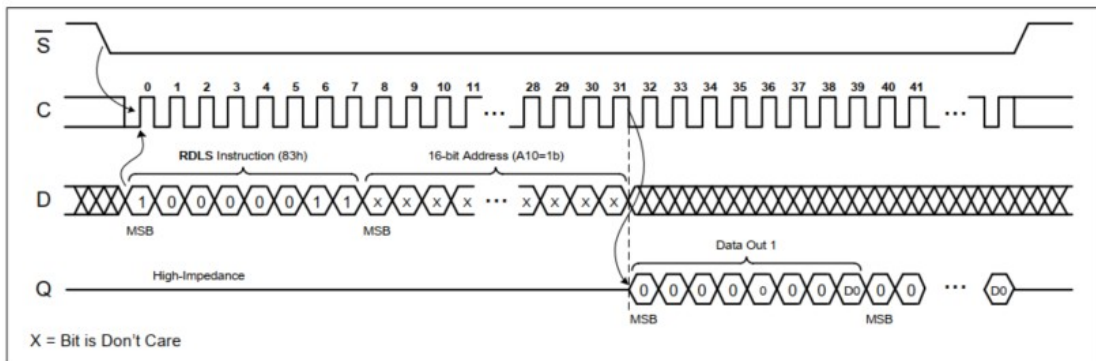 S
0 1 2 3 4 5 6 7 8 9 10 11 28 29 30 31 32 33 34 35 36 37 38 39 40 41
C ... ...
RDLS Instruction (83h) 16-bit Address (A10=1b)
D 1 0 0 0 0 0 1 1 X X X X ... X X X X
MSB MSB
Data Out 1
High-Impedance
Q 0 0 0 0 0 0 0 D0 0 0 ... D0
MSB MSB
X = Bit is Don't Care